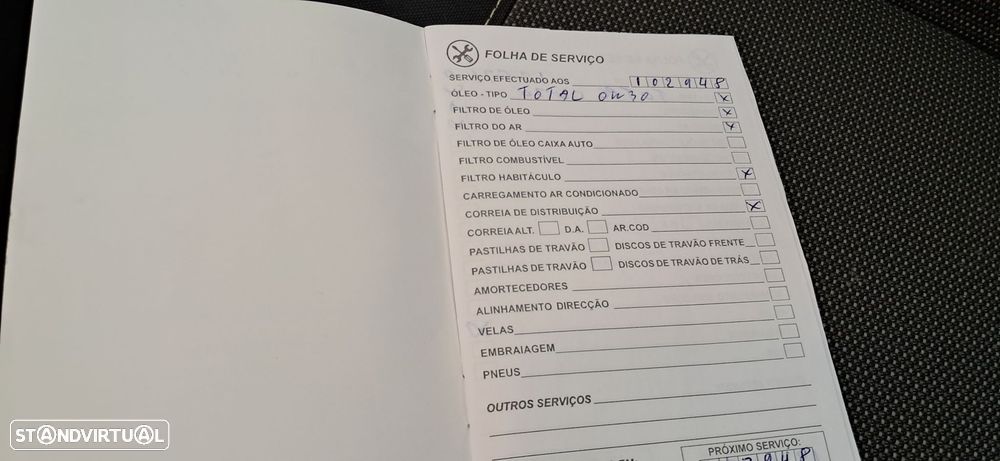 FOLHA DE SERVIÇO
SERVIÇO EFECTUADO AOS 102948
ÓLEO - TIPO TOTAL 0W30 X
FILTRO DE ÓLEO X
FILTRO DO AR X
FILTRO DE ÓLEO CAIXA AUTO
FILTRO COMBUSTÍVEL
FILTRO HABITÁCULO X
CARREGAMENTO AR CONDICIONADO
CORREIA DE DISTRIBUIÇÃO X
CORREIA ALT. D.A. AR.COD
PASTILHAS DE TRAVÃO DISCOS DE TRAVÃO FRENTE
PASTILHAS DE TRAVÃO DISCOS DE TRAVÃO DE TRÁS
AMORTECEDORES
ALINHAMENTO DIRECÇÃO
VELAS
EMBRAIAGEM
PNEUS
OUTROS SERVIÇOS
PRÓXIMO SERVIÇO:
STANDVIRTUAL